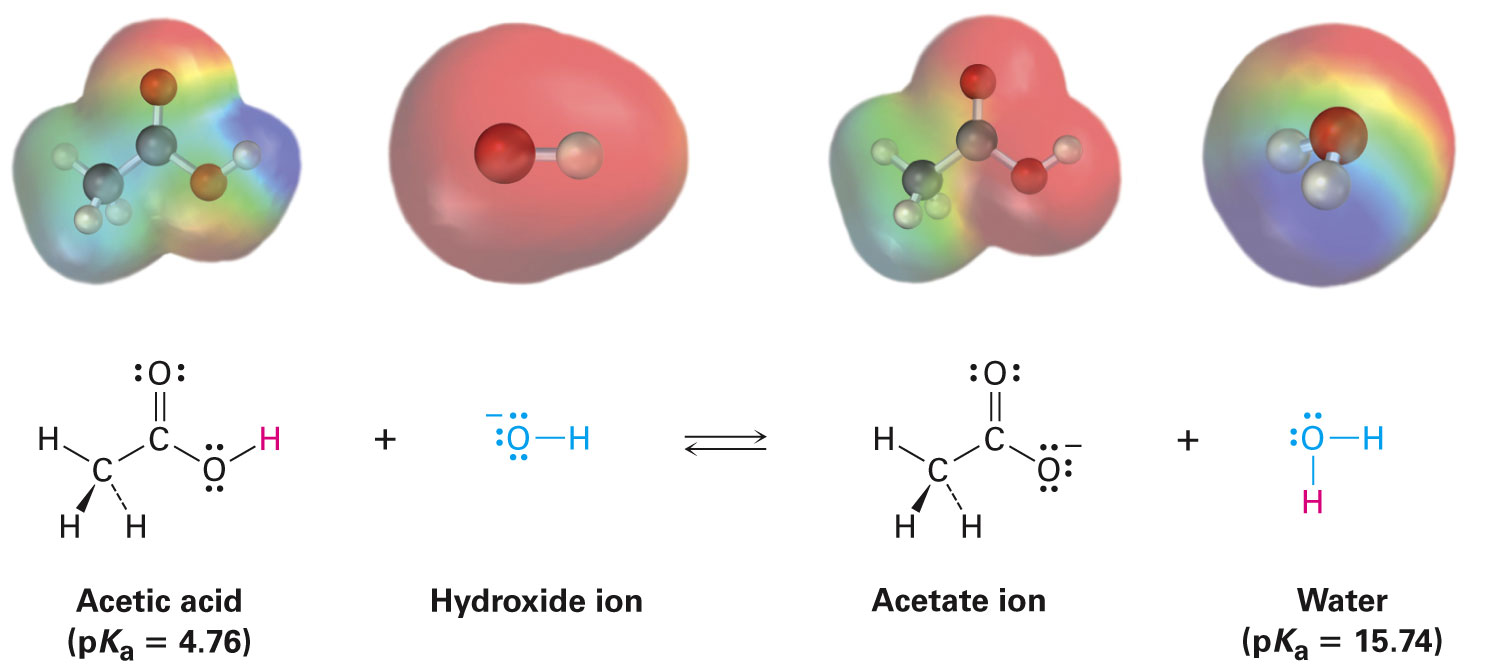 :O:
H
C
O
H
C
H
H
+
−
:O—H
⇌
:O:
H
C
O:
−
C
H
H
+
:O—H
H
Acetic acid
(pKa = 4.76)
Hydroxide ion
Acetate ion
Water
(pKa = 15.74)